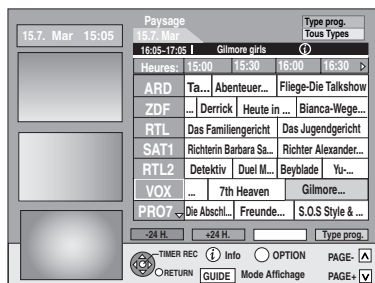 Paysage
Type prog.
15.7. Mar 15:05
15.7. Mar
Tous Types
16:05~17:05 I Gilmore girls i
Heures: 15:00 15:30 16:00 16:30
ARD Ta... Abenteuer... Fliege-Die Talkshow
ZDF ... Derrick Heute in ... Bianca-Wege...
RTL Das Familiengericht Das Jugendgericht
SAT1 Richterin Barbara Sa... Richter Alexander...
RTL2 Detektiv Duel M... Beyblade Yu-...
VOX ... 7th Heaven Gilmore...
PRO7 Die Abschl... Freunde... S.O.S Style & ...
-24 H. +24 H. Type prog.
TIMER REC i Info OPTION PAGE-
RETURN GUIDE Mode Affichage PAGE+